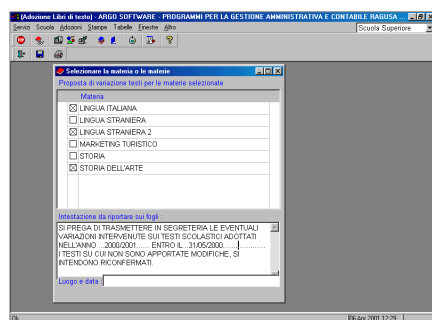 [Adozione Libri di testo] - ARGO SOFTWARE - PROGRAMMI PER LA GESTIONE AMMINISTRATIVA E CONTABILE RAGUSA ...
Servizi Scuola Adozioni Stampe Tabelle Finestre Altro
Scuola Superiore
Selezionare la materia o le materie
Proposta di variazione testi per le materie selezionate
Materia
LINGUA ITALIANA
LINGUA STRANIERA
LINGUA STRANIERA 2
MARKETING TURISTICO
STORIA
STORIA DELL'ARTE
Intestazione da riportare sui fogli :
SI PREGA DI TRASMETTERE IN SEGRETERIA LE EVENTUALI
VARIAZIONI INTERVENUTE SUI TESTI SCOLASTICI ADOTTATI
NELL'ANNO ...2000/2001...... ENTRO IL ..31/05/2000................
I TESTI SU CUI NON SONO APPORTATE MODIFICHE, SI
INTENDONO RICONFERMATI.
Luogo e data :
Ok
06 Apr 2001 12:29